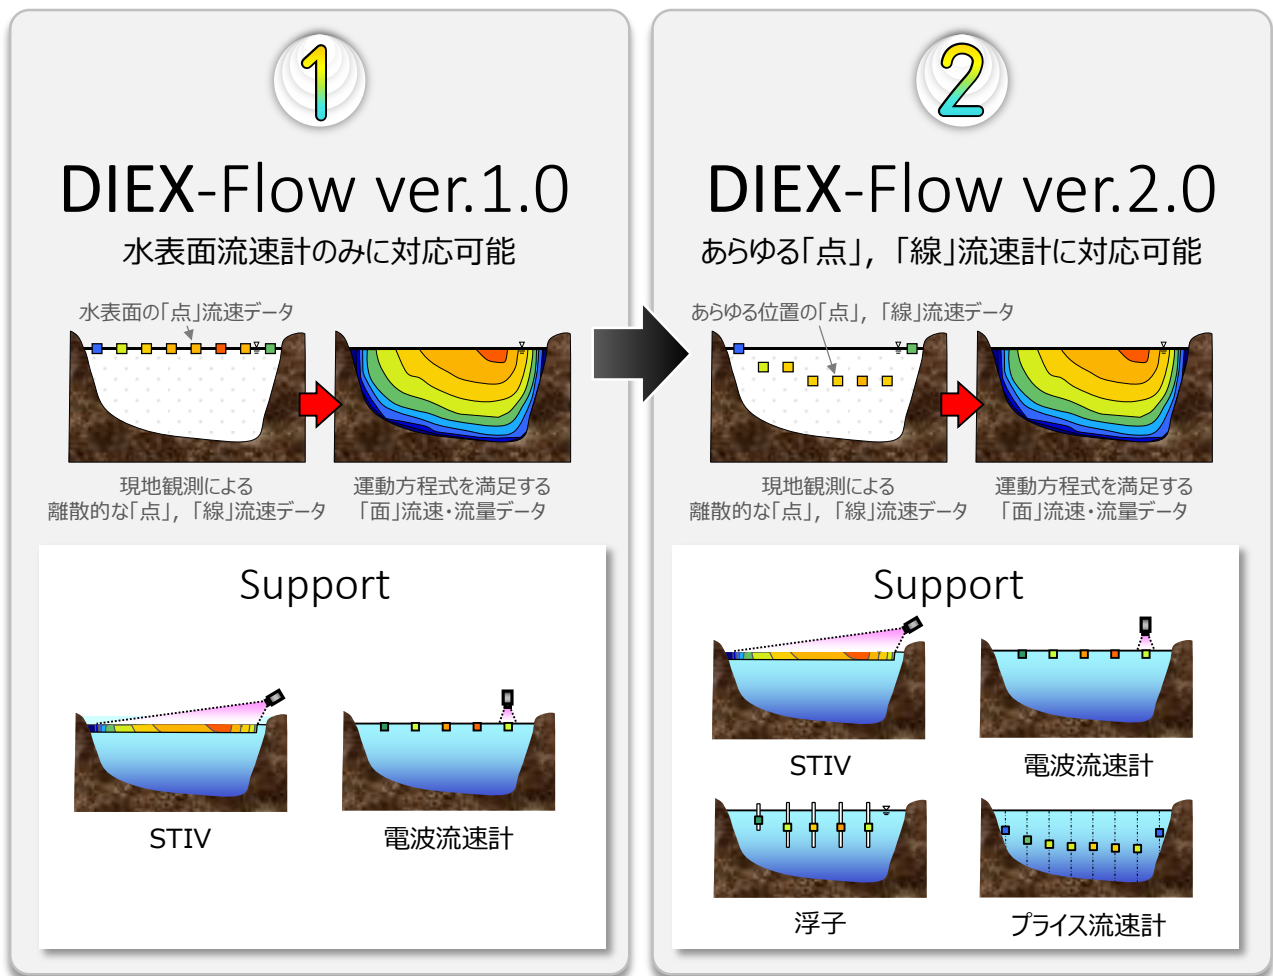 1
DIEX-Flow ver.1.0
水表面流速計のみに対応可能
水表面の「点」流速データ
現地観測による
離散的な「点」,「線」流速データ
運動方程式を満足する
「面」流速・流量データ
Support
STIV
電波流速計
2
DIEX-Flow ver.2.0
あらゆる「点」,「線」流速計に対応可能
あらゆる位置の「点」,「線」流速データ
現地観測による
離散的な「点」,「線」流速データ
運動方程式を満足する
「面」流速・流量データ
Support
STIV
電波流速計
浮子
プライス流速計